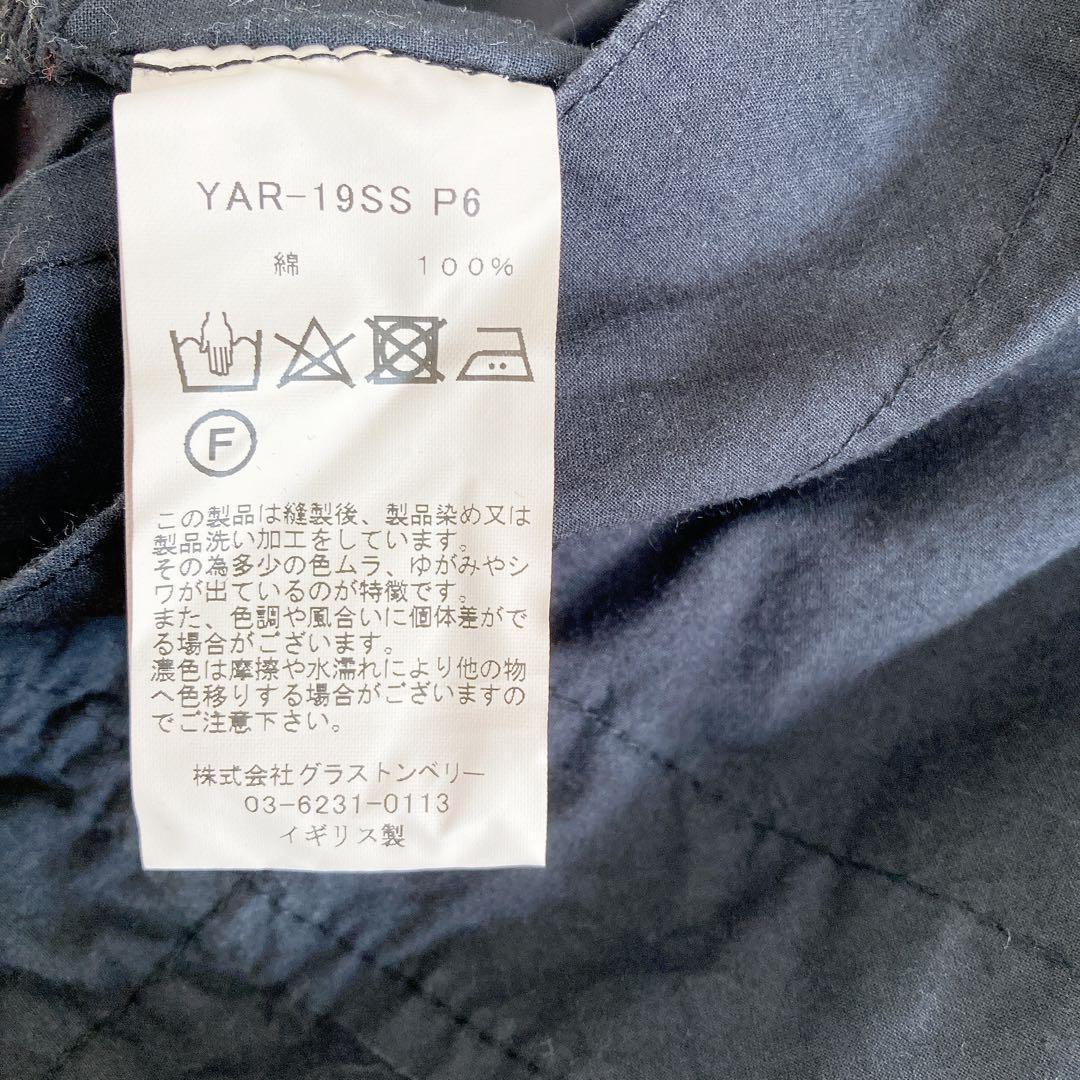 YAR-19SS P6
綿 100%
F
この製品は縫製後、製品染め又は
製品洗い加工をしています。
その為多少の色ムラ、ゆがみやシ
ワが出ているのが特徴です。
また、色調や風合いに個体差がで
る場合がございます。
濃色は摩擦や水濡れにより他の物
へ色移りする場合がございますの
でご注意下さい。
株式会社グラストンベリー
03-6231-0113
イギリス製